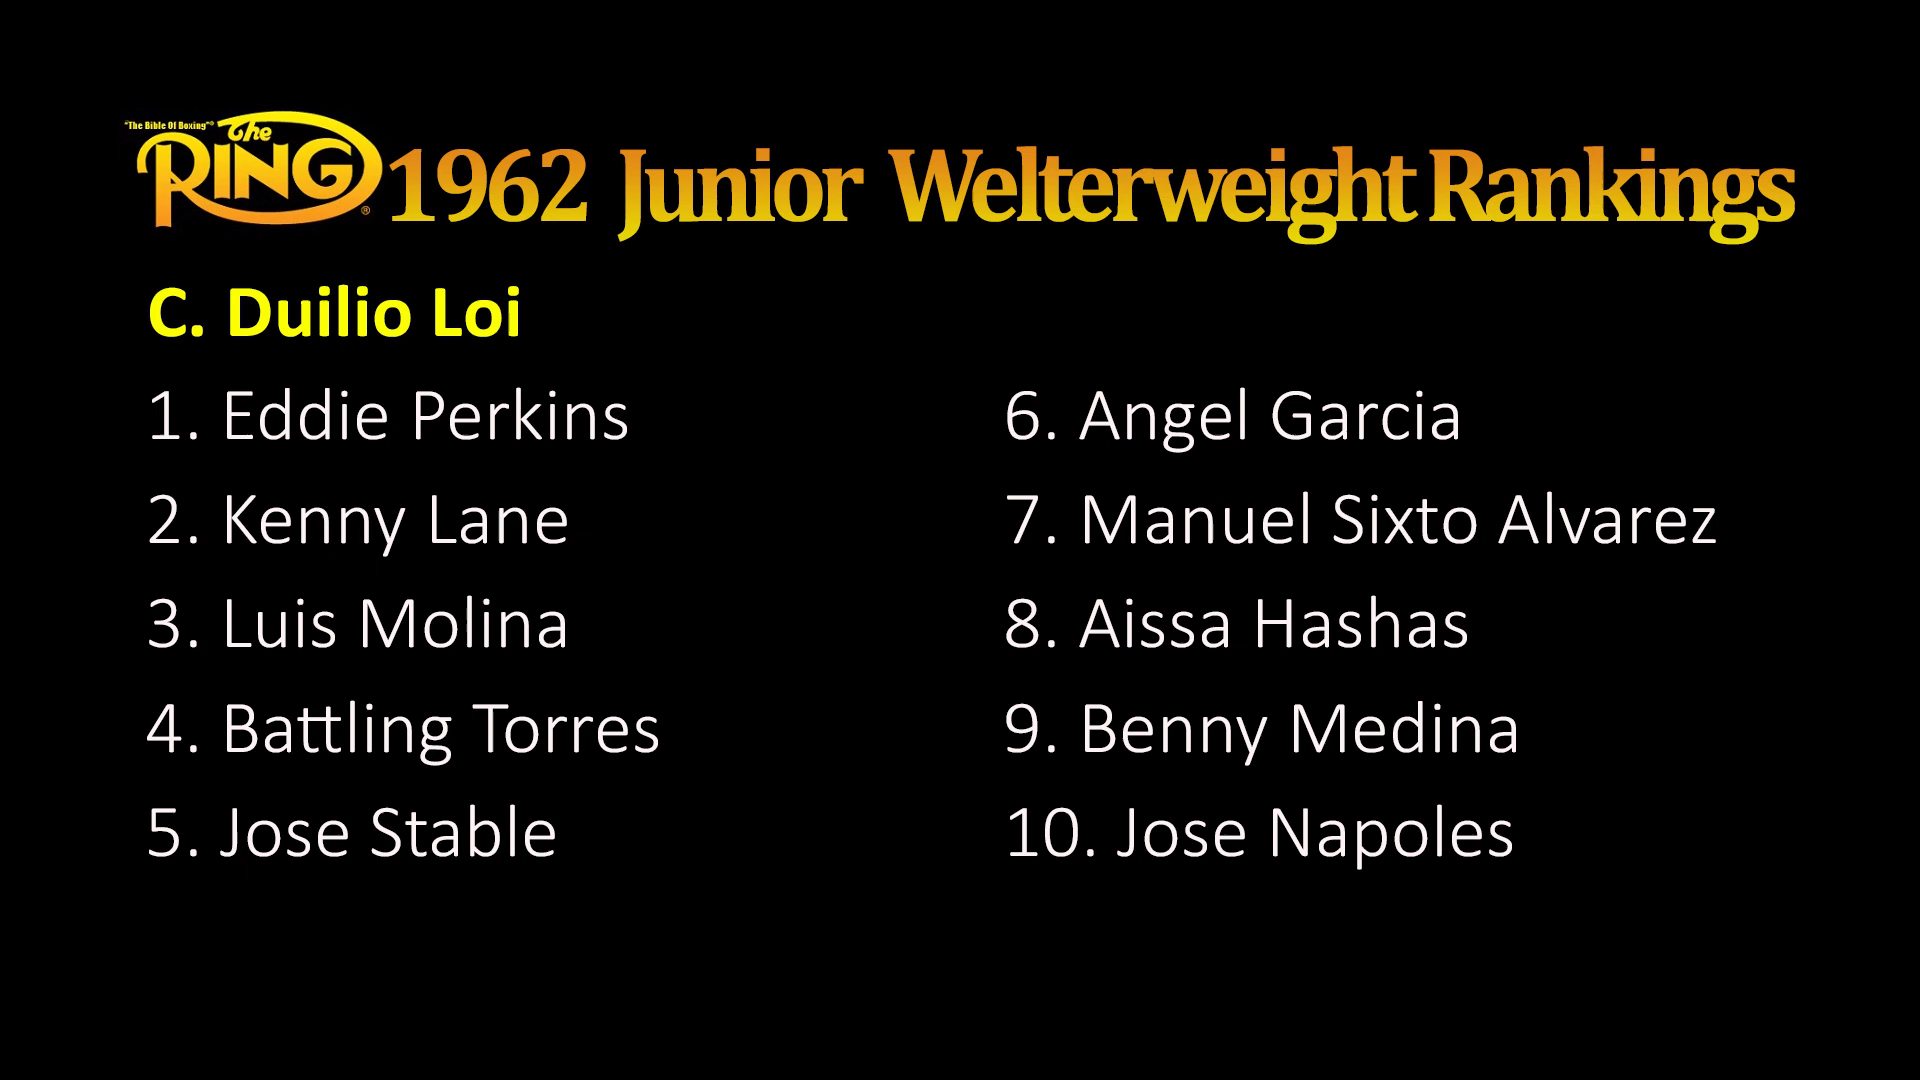 "The Bible Of Boxing"®
The
RING®
1962 Junior Welterweight Rankings
C. Duilio Loi
1. Eddie Perkins
2. Kenny Lane
3. Luis Molina
4. Battling Torres
5. Jose Stable
6. Angel Garcia
7. Manuel Sixto Alvarez
8. Aissa Hashas
9. Benny Medina
10. Jose Napoles